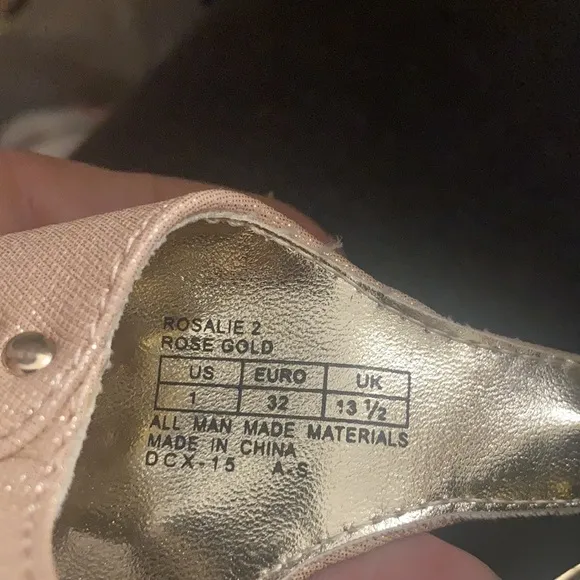 ROSALIE 2
ROSE GOLD
US EURO UK
1 32 13 1/2
ALL MAN MADE MATERIALS
MADE IN CHINA
DCX-15 A-S